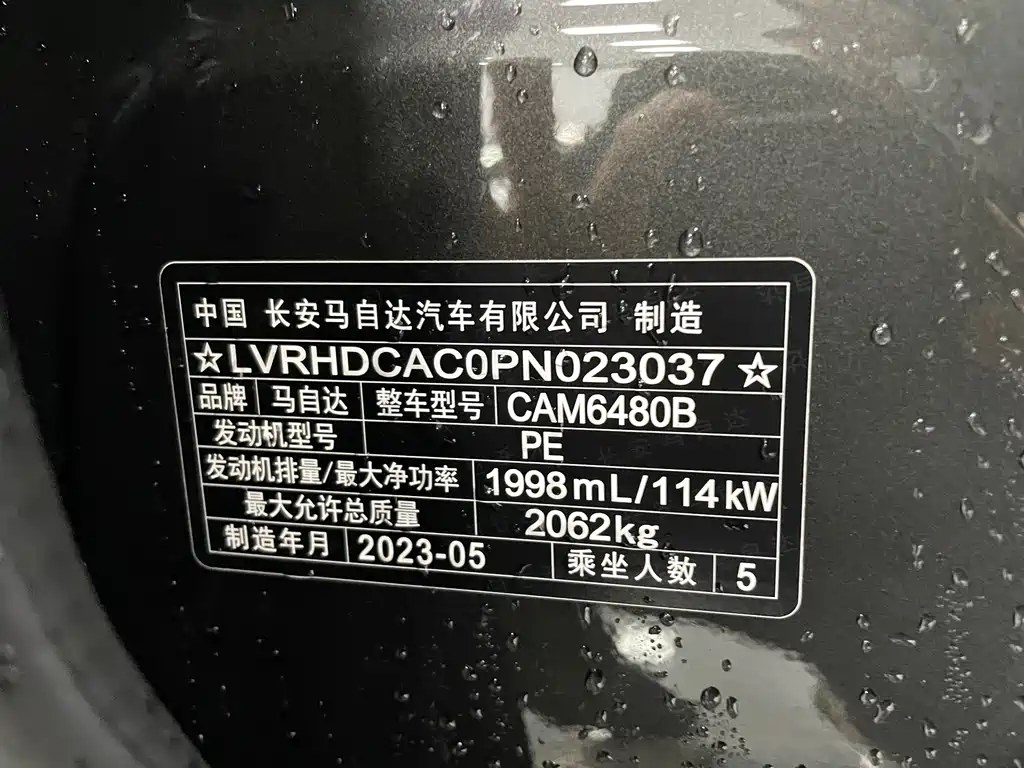 中国 长安马自达汽车有限公司 制造
☆LVRHDCAC0PN023037☆
品牌 马自达 整车型号 CAM6480B
发动机型号 PE
发动机排量/最大净功率 1998mL/114kW
最大允许总质量 2062kg
制造年月 2023-05 乘坐人数 5